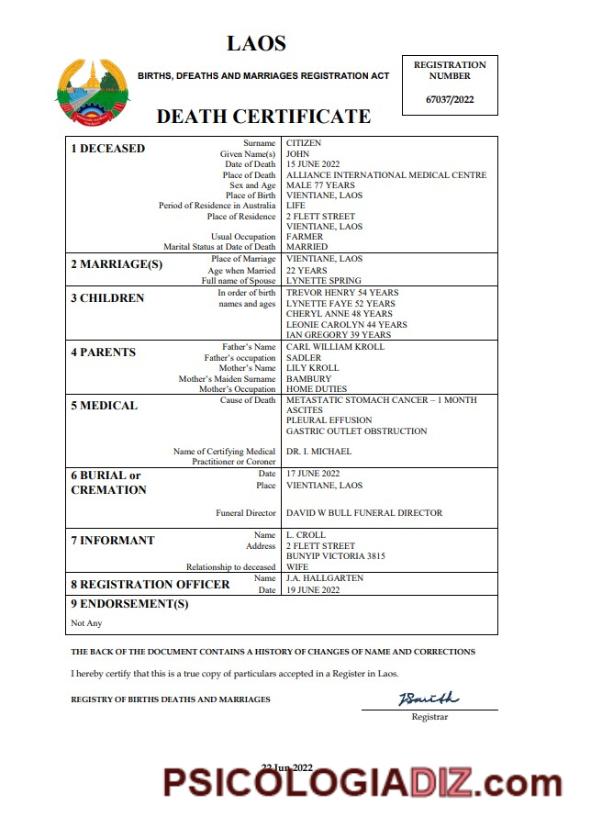 LAOS
BIRTHS, DFEATHS AND MARRIAGES REGISTRATION ACT
REGISTRATION
NUMBER
67037/2022
DEATH CERTIFICATE
1 DECEASED
Surname CITIZEN
Given Name(s) JOHN
Date of Death 15 JUNE 2022
Place of Death ALLIANCE INTERNATIONAL MEDICAL CENTRE
Sex and Age MALE 77 YEARS
Place of Birth VIENTIANE, LAOS
Period of Residence in Australia LIFE
Place of Residence 2 FLETT STREET
VIENTIANE, LAOS
Usual Occupation FARMER
Marital Status at Date of Death MARRIED
2 MARRIAGE(S)
Place of Marriage VIENTIANE, LAOS
Age when Married 22 YEARS
Full name of Spouse LYNETTE SPRING
3 CHILDREN
In order of birth TREVOR HENRY 54 YEARS
names and ages LYNETTE FAYE 52 YEARS
CHERYL ANNE 48 YEARS
LEONIE CAROLYN 44 YEARS
IAN GREGORY 39 YEARS
4 PARENTS
Father's Name CARL WILLIAM KROLL
Father's occupation SADLER
Mother's Name LILY KROLL
Mother's Maiden Surname BAMBURY
Mother's Occupation HOME DUTIES
5 MEDICAL
Cause of Death METASTATIC STOMACH CANCER – 1 MONTH
ASCITES
PLEURAL EFFUSION
GASTRIC OUTLET OBSTRUCTION
Name of Certifying Medical DR. I. MICHAEL
Practitioner or Coroner
6 BURIAL or
CREMATION
Date 17 JUNE 2022
Place VIENTIANE, LAOS
Funeral Director DAVID W BULL FUNERAL DIRECTOR
7 INFORMANT
Name L. CROLL
Address 2 FLETT STREET
BUNYIP VICTORIA 3815
Relationship to deceased WIFE
8 REGISTRATION OFFICER
Name J.A. HALLGARTEN
Date 19 JUNE 2022
9 ENDORSEMENT(S)
Not Any
THE BACK OF THE DOCUMENT CONTAINS A HISTORY OF CHANGES OF NAME AND CORRECTIONS
I hereby certify that this is a true copy of particulars accepted in a Register in Laos.
REGISTRY OF BIRTHS DEATHS AND MARRIAGES
JSmith
Registrar
22 Jun 2022
PSICOLOGIADIZ.com